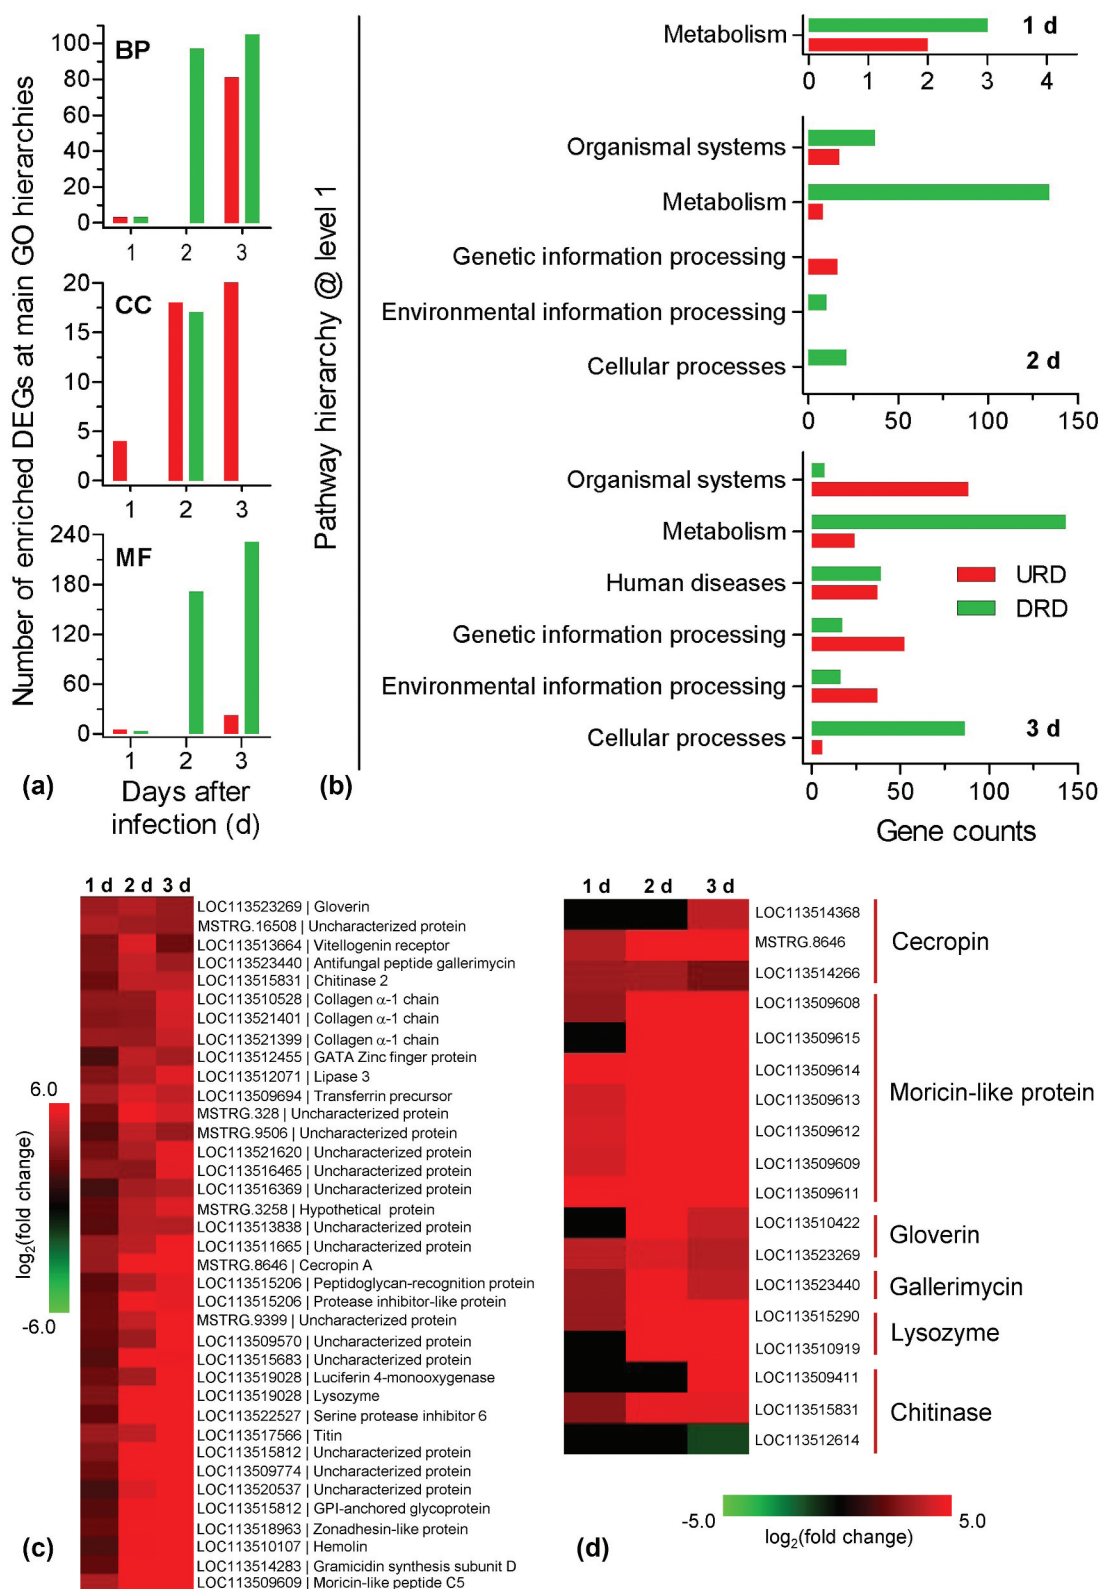 Number of enriched DEGs at main GO hierarchies
BP
100
80
60
40
20
0
1
2
3
CC
20
15
10
5
0
1
2
3
MF
240
180
120
60
0
1
2
3
(a)
Days after
infection (d)
Pathway hierarchy @ level 1
(b)
Metabolism
1 d
0
1
2
3
4
Organismal systems
Metabolism
Genetic information processing
Environmental information processing
Cellular processes
2 d
0
50
100
150
Organismal systems
Metabolism
Human diseases
Genetic information processing
Environmental information processing
Cellular processes
URD
DRD
3 d
0
50
100
150
Gene counts
1 d 2 d 3 d
LOC113523269 | Gloverin
MSTRG.16508 | Uncharacterized protein
LOC113513664 | Vitellogenin receptor
LOC113523440 | Antifungal peptide gallerimycin
LOC113515831 | Chitinase 2
LOC113510528 | Collagen α-1 chain
LOC113521401 | Collagen α-1 chain
LOC113521399 | Collagen α-1 chain
LOC113512455 | GATA Zinc finger protein
LOC113512071 | Lipase 3
LOC113509694 | Transferrin precursor
MSTRG.328 | Uncharacterized protein
MSTRG.9506 | Uncharacterized protein
LOC113521620 | Uncharacterized protein
LOC113516465 | Uncharacterized protein
LOC113516369 | Uncharacterized protein
MSTRG.3258 | Hypothetical protein
LOC113513838 | Uncharacterized protein
LOC113511665 | Uncharacterized protein
MSTRG.8646 | Cecropin A
LOC113515206 | Peptidoglycan-recognition protein
LOC113515206 | Protease inhibitor-like protein
MSTRG.9399 | Uncharacterized protein
LOC113509570 | Uncharacterized protein
LOC113515683 | Uncharacterized protein
LOC113519028 | Luciferin 4-monooxygenase
LOC113519028 | Lysozyme
LOC113522527 | Serine protease inhibitor 6
LOC113517566 | Titin
LOC113515812 | Uncharacterized protein
LOC113509774 | Uncharacterized protein
LOC113520537 | Uncharacterized protein
LOC113515812 | GPI-anchored glycoprotein
LOC113518963 | Zonadhesin-like protein
LOC113510107 | Hemolin
LOC113514283 | Gramicidin synthesis subunit D
LOC113509609 | Moricin-like peptide C5
6.0
log2(fold change)
-6.0
(c)
1 d 2 d 3 d
LOC113514368
MSTRG.8646
LOC113514266
LOC113509608
LOC113509615
LOC113509614
LOC113509613
LOC113509612
LOC113509609
LOC113509611
LOC113510422
LOC113523269
LOC113523440
LOC113515290
LOC113510919
LOC113509411
LOC113515831
LOC113512614
Cecropin
Moricin-like protein
Gloverin
Gallerimycin
Lysozyme
Chitinase
-5.0
5.0
log2(fold change)
(d)